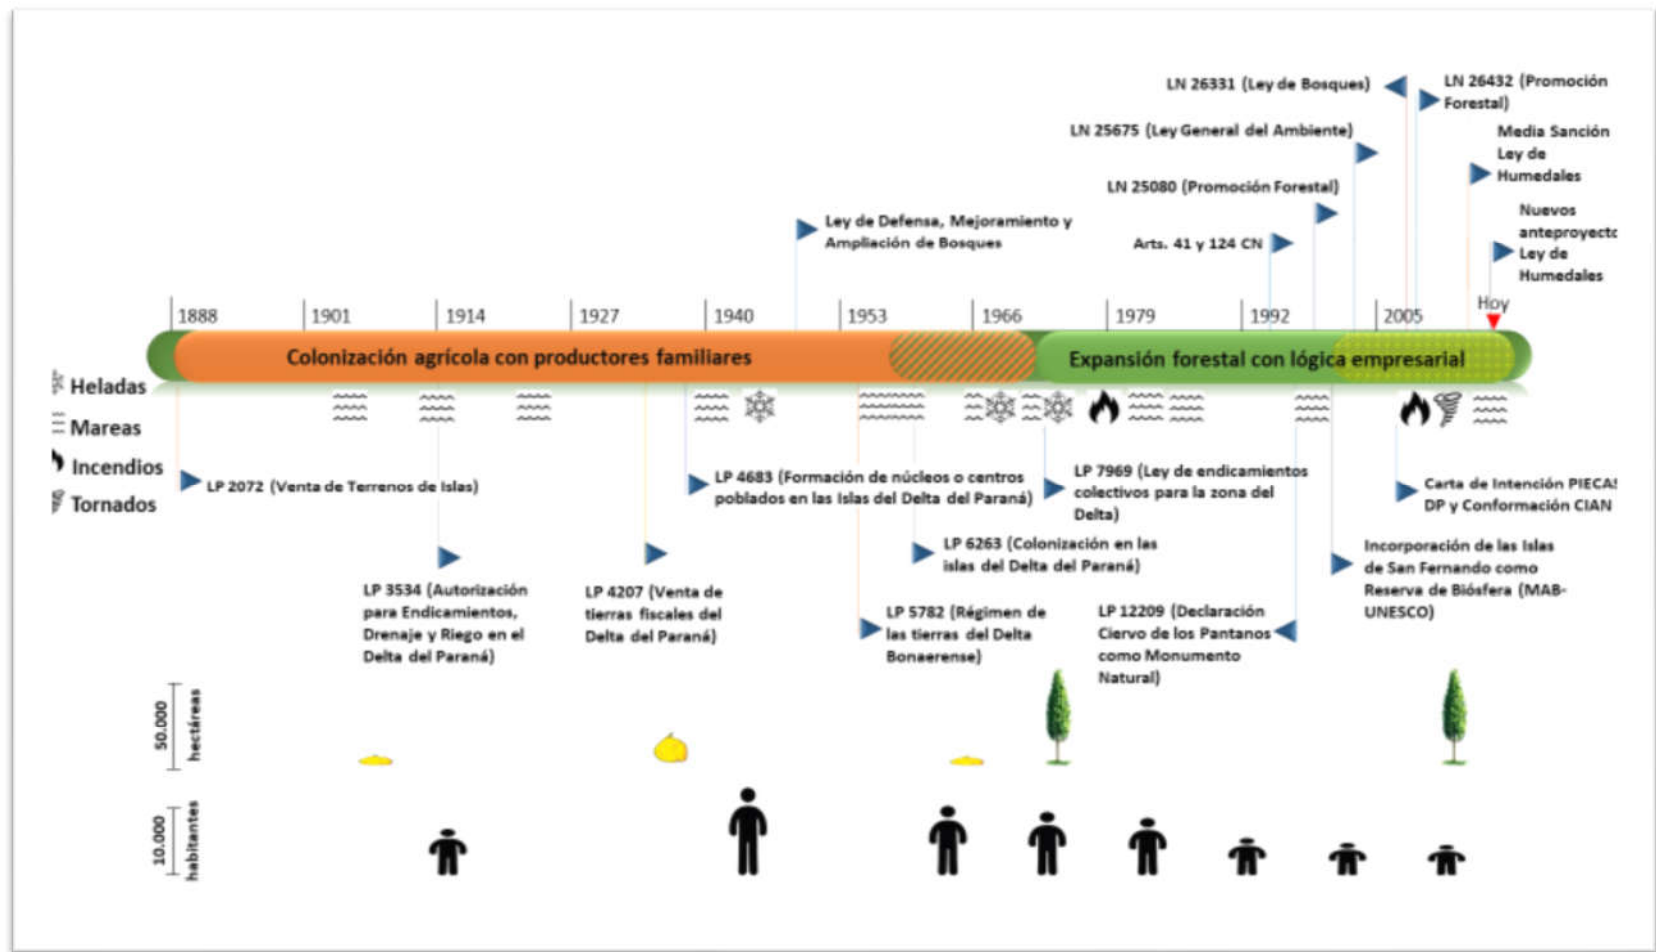 LN 26331 (Ley de Bosques)
LN 26432 (Promoción
Forestal)
LN 25675 (Ley General del Ambiente)
Media Sanción
Ley de
Humedales
LN 25080 (Promoción Forestal)
Nuevos
anteproyecto
Ley de
Humedales
Ley de Defensa, Mejoramiento y
Ampliación de Bosques
Arts. 41 y 124 CN
Hoy
1888 1901 1914 1927 1940 1953 1966 1979 1992 2005
Colonización agrícola con productores familiares
Expansión forestal con lógica empresarial
Heladas
Mareas
Incendios
Tornados
LP 2072 (Venta de Terrenos de Islas)
LP 4683 (Formación de núcleos o centros
poblados en las Islas del Delta del Paraná)
LP 7969 (Ley de endicamientos
colectivos para la zona del
Delta)
Carta de Intención PIECAS
DP y Conformación CIAN
LP 6263 (Colonización en las
islas del Delta del Paraná)
Incorporación de las Islas
de San Fernando como
Reserva de Biósfera (MAB-
UNESCO)
LP 3534 (Autorización
para Endicamientos,
Drenaje y Riego en el
Delta del Paraná)
LP 4207 (Venta de
tierras fiscales del
Delta del Paraná)
LP 5782 (Régimen de
las tierras del Delta
Bonaerense)
LP 12209 (Declaración
Ciervo de los Pantanos
como Monumento
Natural)
50.000
hectáreas
10.000
habitantes